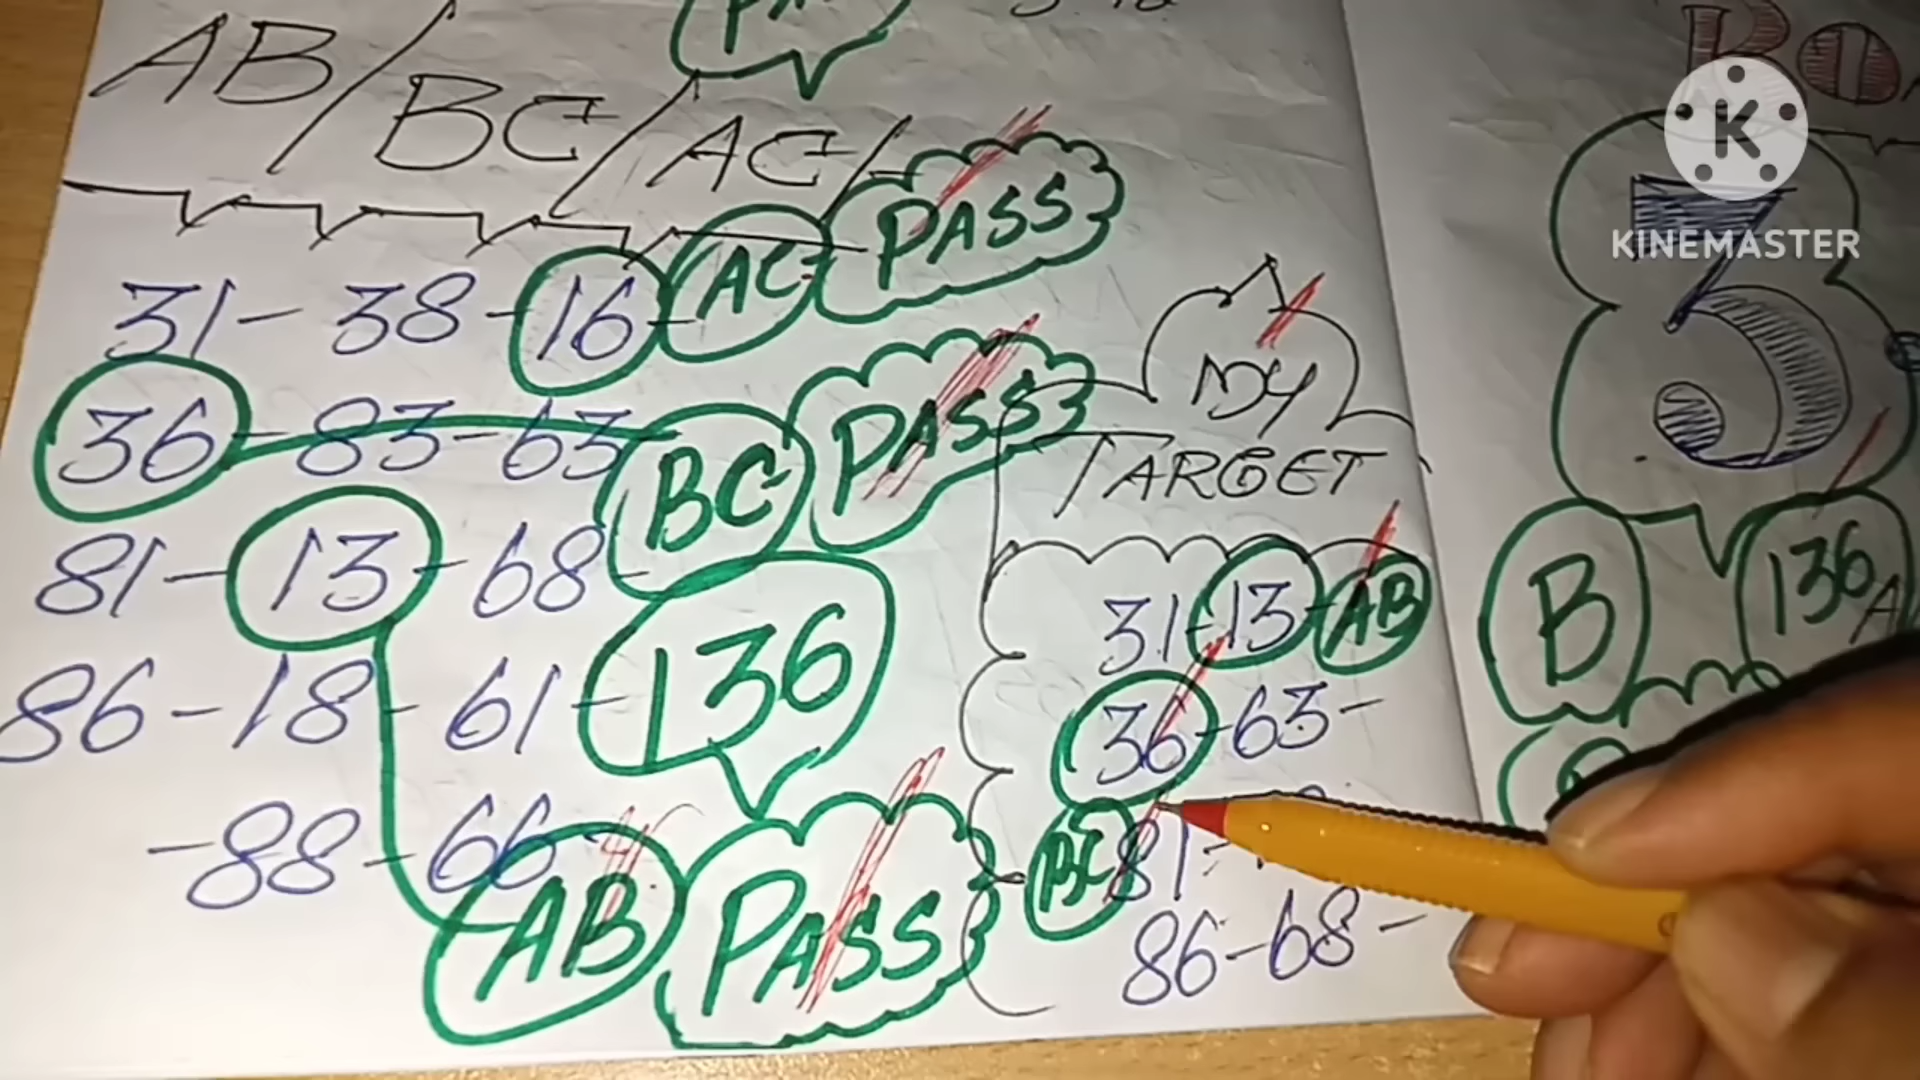 AB/BC/AC/
31-38-16- AC PASS
36-83-63- BC PASS
81-13-68-
86-18-61- 136
-88-66- AB PASS
MY
TARGET
31-13-AB
36-63-
BC 81-
86-68-
K
KINEMASTER
3
B 136